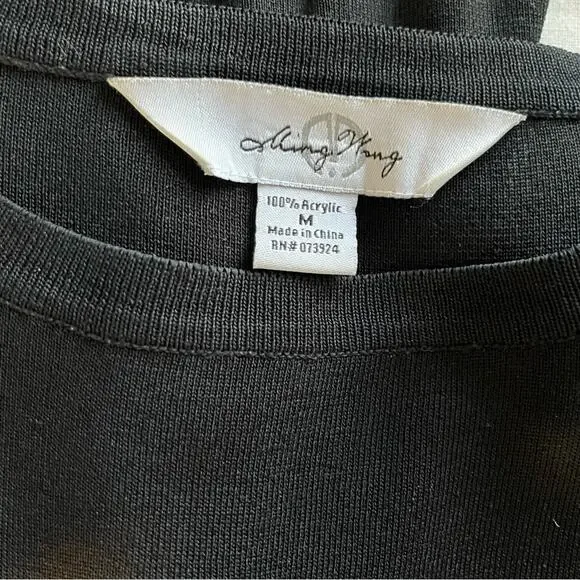 Ming Wang
100% Acrylic
M
Made in China
RN# 073924